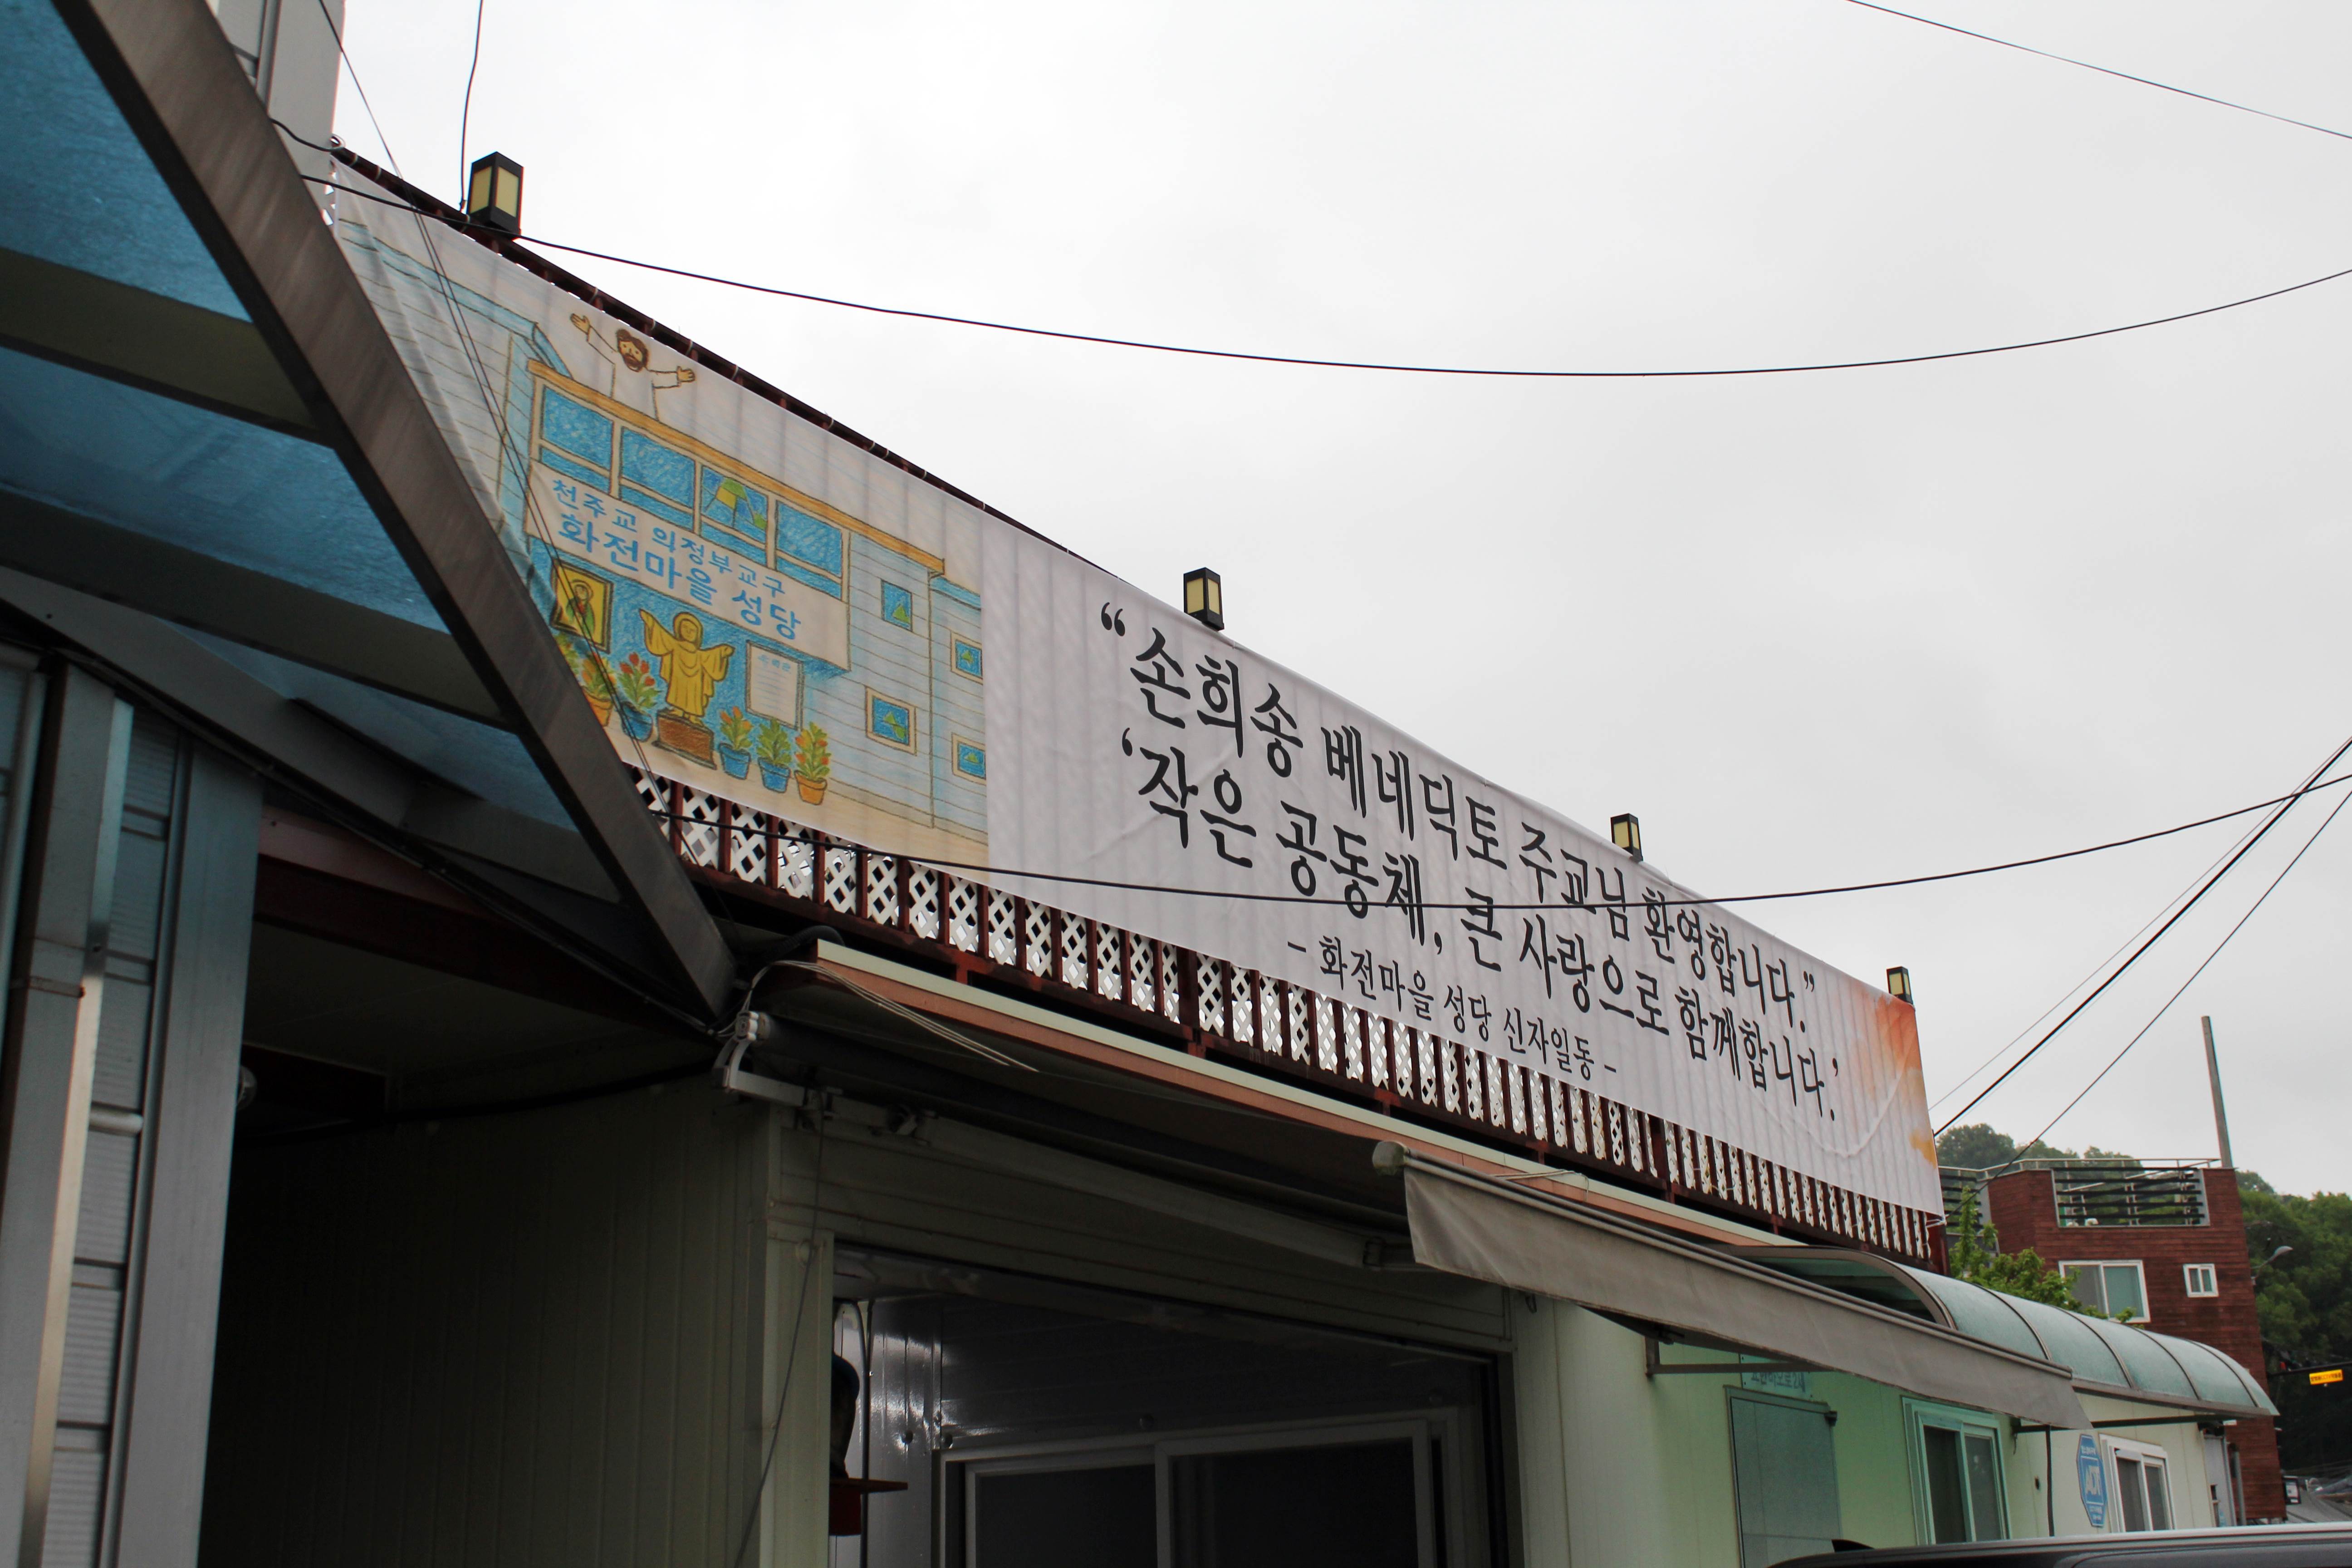 천주교 의정부교구
화전마을 성당
“손희송 베네딕토 주교님 환영합니다.”
‘작은 공동체, 큰 사랑으로 함께합니다.’
- 화전마을 성당 신자일동 -
ADT